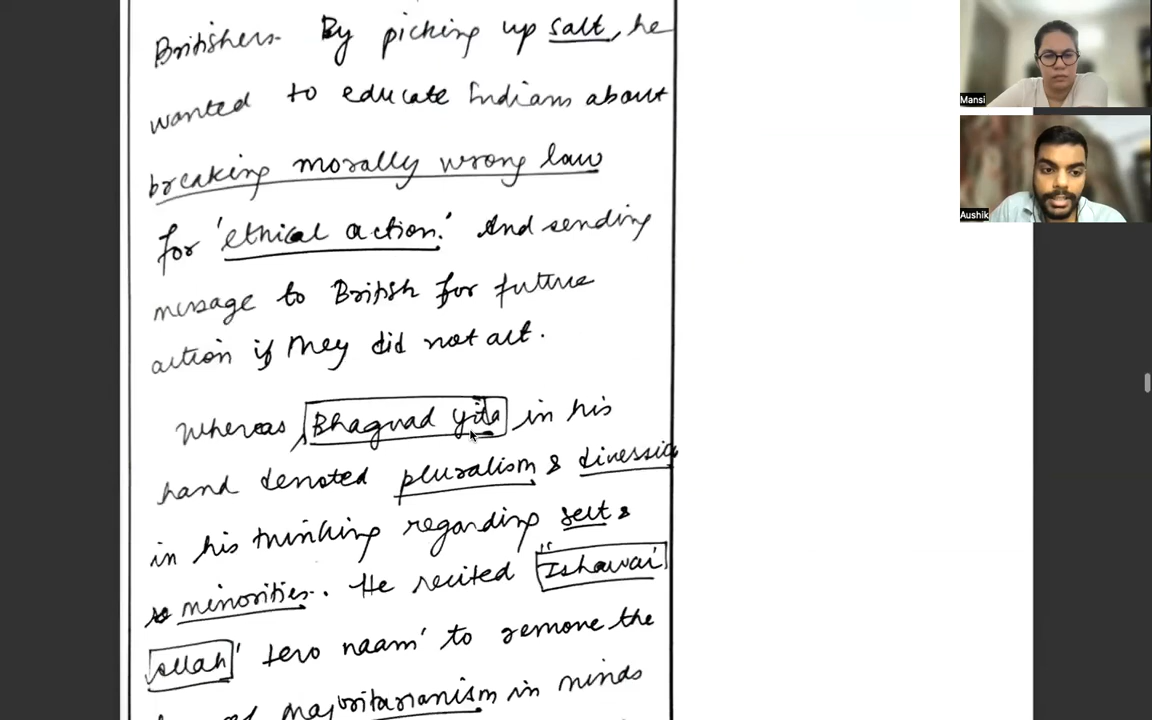 Britishers. By picking up salt, he
wanted to educate Indians about
breaking morally wrong law
for 'ethical action.' And sending
message to British for future
action if they did not act.
Whereas, Bhagvad Gita in his
hand denoted pluralism &
in his thinking regarding sect &
minorities. He recited "Ishawar
Allah' tero naam' to remove the
majoritarianism in minds
Mansi
Aushik